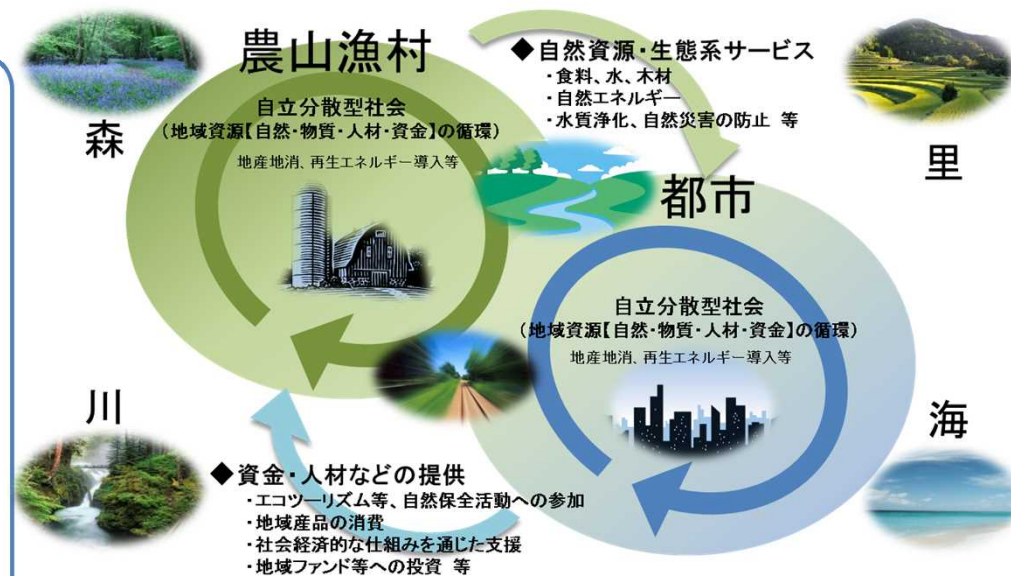 農山漁村
◆自然資源・生態系サービス
・食料、水、木材
・自然エネルギー
・水質浄化、自然災害の防止 等
森
自立分散型社会
(地域資源【自然・物質・人材・資金】の循環)
地産地消、再生エネルギー導入等
里
都市
自立分散型社会
(地域資源【自然・物質・人材・資金】の循環)
地産地消、再生エネルギー導入等
川
海
◆資金・人材などの提供
・エコツーリズム等、自然保全活動への参加
・地域産品の消費
・社会経済的な仕組みを通じた支援
・地域ファンド等への投資 等